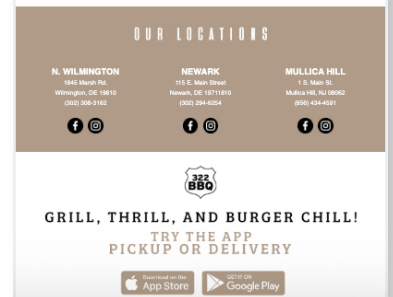 OUR LOCATIONS
N. WILMINGTON
1845 Marsh Rd.
Wilmington, DE 19810
(302) 308-3162
NEWARK
115 E. Main Street
Newark, DE 19711810
(302) 294-6254
MULLICA HILL
1 S. Main St.
Mullica Hill, NJ 08062
(856) 434-4591
322
BBQ
GRILL, THRILL, AND BURGER CHILL!
TRY THE APP
PICKUP OR DELIVERY
Download on the
App Store
GET IT ON
Google Play